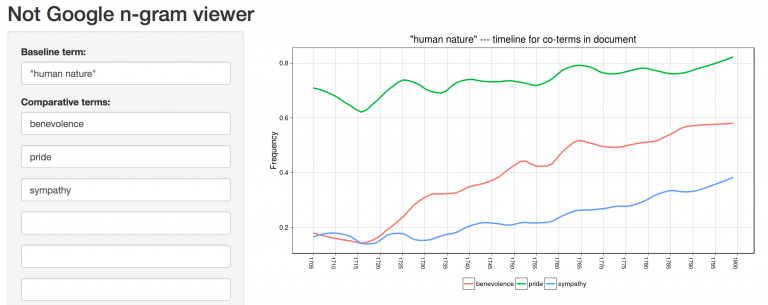 Not Google n-gram viewer
Baseline term:
"human nature"
Comparative terms:
benevolence
pride
sympathy
"human nature" --- timeline for co-terms in document
Frequency
0.8
0.6
0.4
0.2
1705 1710 1715 1720 1725 1730 1735 1740 1745 1750 1755 1760 1765 1770 1775 1780 1785 1790 1795 1800
benevolence pride sympathy